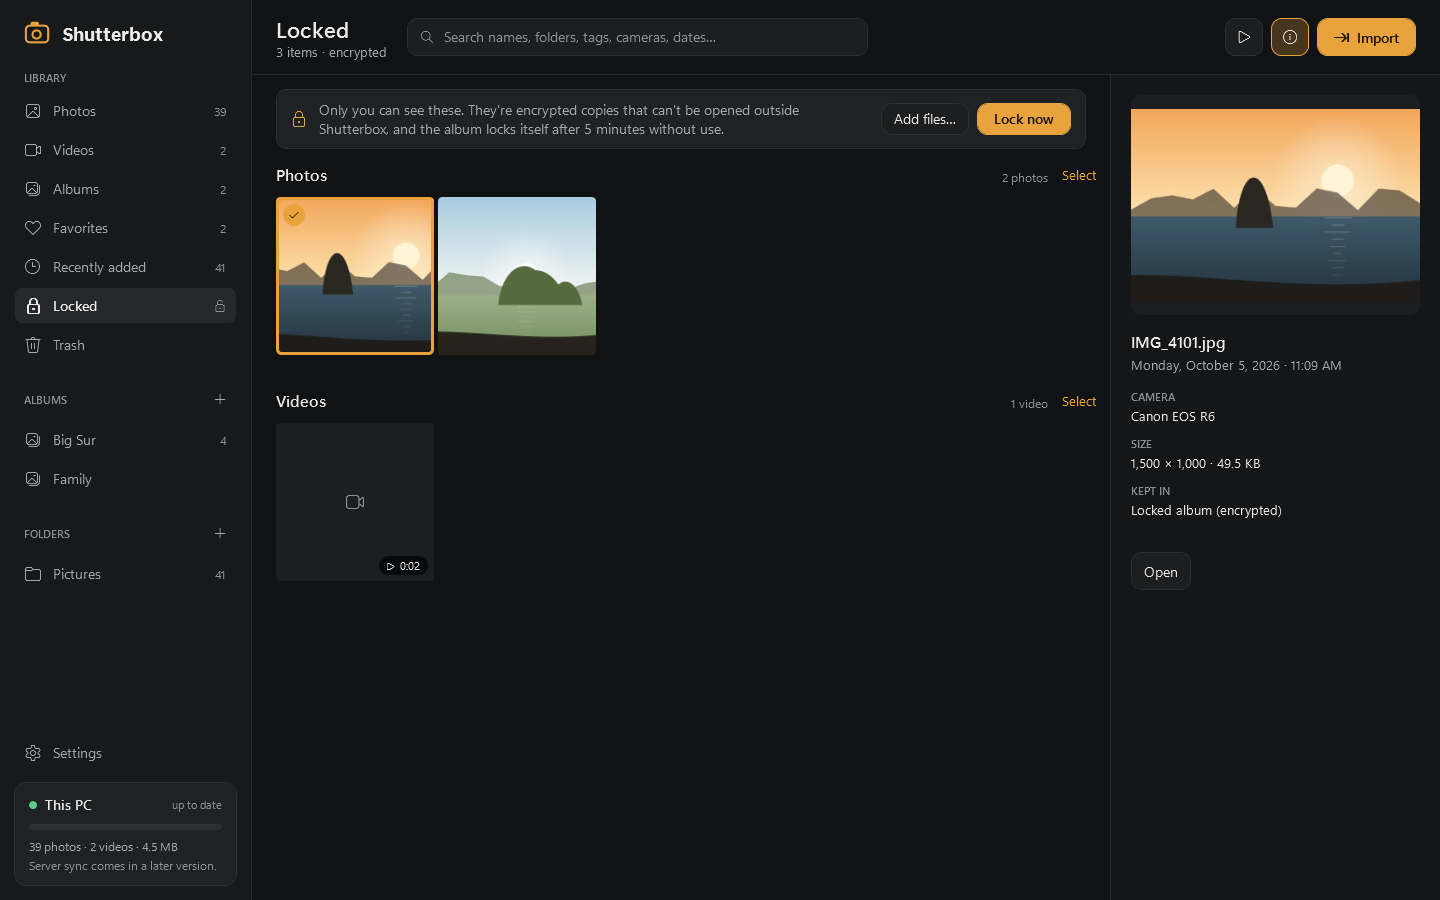 Shutterbox
LIBRARY
Photos 39
Videos 2
Albums 2
Favorites 2
Recently added 41
Locked
Trash
ALBUMS
Big Sur 4
Family
FOLDERS
Pictures 41
Settings
This PC up to date
39 photos · 2 videos · 4.5 MB
Server sync comes in a later version.
Locked
3 items · encrypted
Search names, folders, tags, cameras, dates...
Import
Only you can see these. They're encrypted copies that can't be opened outside
Shutterbox, and the album locks itself after 5 minutes without use.
Add files...
Lock now
Photos 2 photos Select
Videos 1 video Select
0:02
IMG_4101.jpg
Monday, October 5, 2026 · 11:09 AM
CAMERA
Canon EOS R6
SIZE
1,500 × 1,000 · 49.5 KB
KEPT IN
Locked album (encrypted)
Open